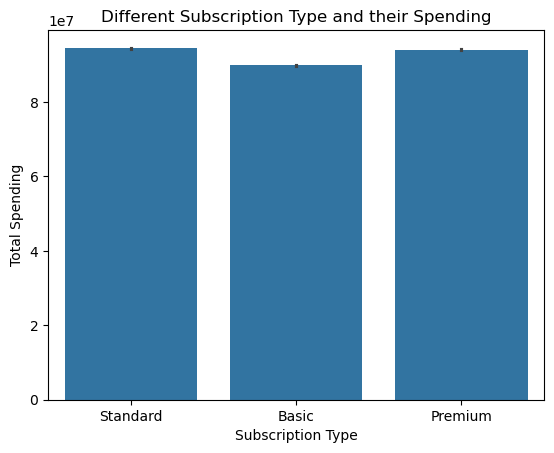 Different Subscription Type and their Spending
1e7
8
6
4
2
0
Total Spending
Standard Basic Premium
Subscription Type